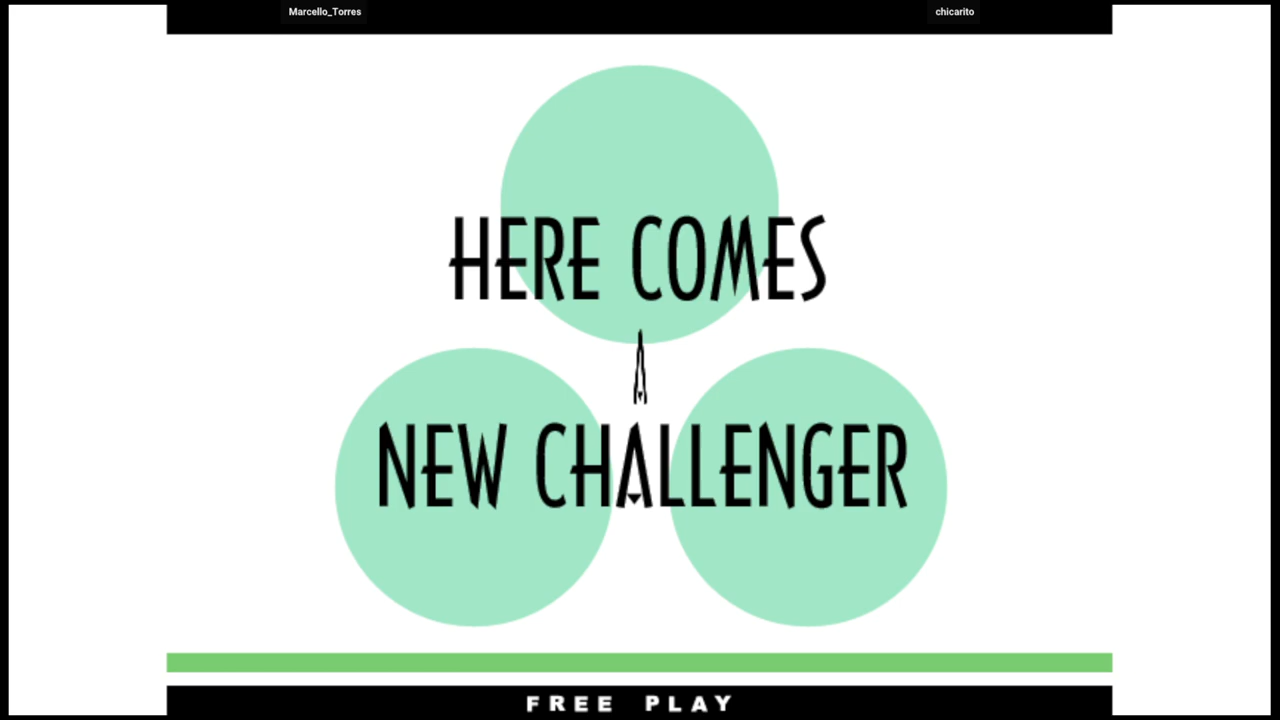 Marcello_Torres
chicarito
HERE COMES
A
NEW CHALLENGER
FREE PLAY